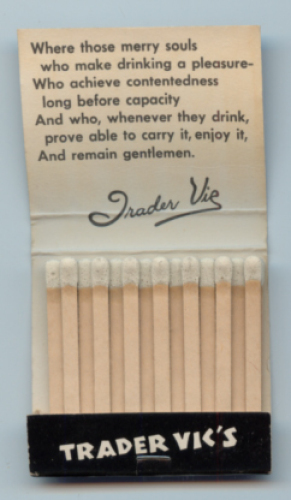 Where those merry souls
who make drinking a pleasure-
Who achieve contentedness
long before capacity
And who, whenever they drink,
prove able to carry it, enjoy it,
And remain gentlemen.
Trader Vic
TRADER VIC'S